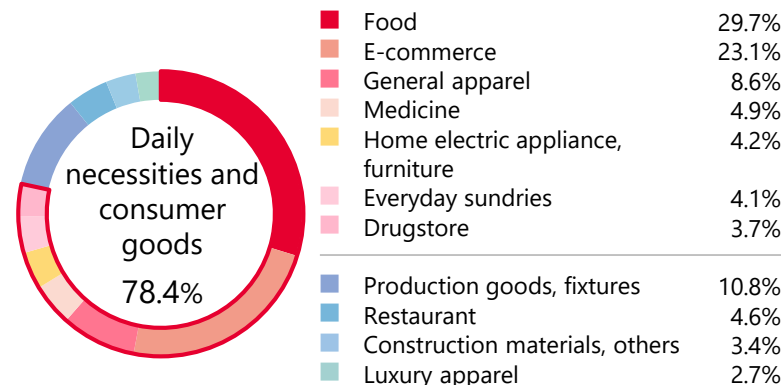 Daily
necessities and
consumer
goods
78.4%
Food 29.7%
E-commerce 23.1%
General apparel 8.6%
Medicine 4.9%
Home electric appliance, 4.2%
furniture
Everyday sundries 4.1%
Drugstore 3.7%
Production goods, fixtures 10.8%
Restaurant 4.6%
Construction materials, others 3.4%
Luxury apparel 2.7%